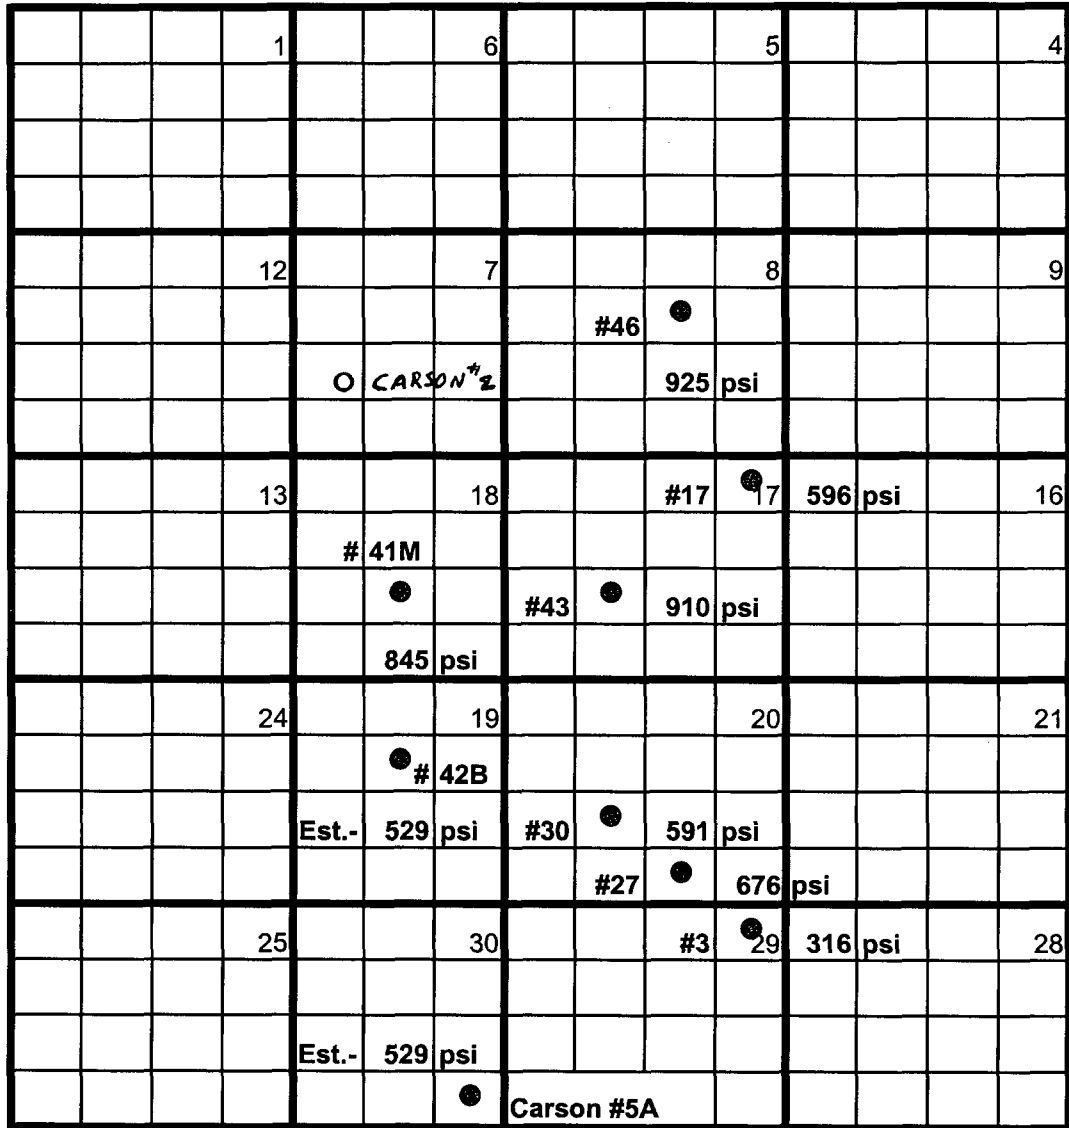 1 6 5 4
12 7 8 9
#46
CARSON #2 925 psi
13 18 #17 17 596 psi 16
# 41M
#43 910 psi
845 psi
24 19 20 21
# 42B
Est.- 529 psi #30 591 psi
#27 676 psi
25 30 #3 29 316 psi 28
Est.- 529 psi
Carson #5A